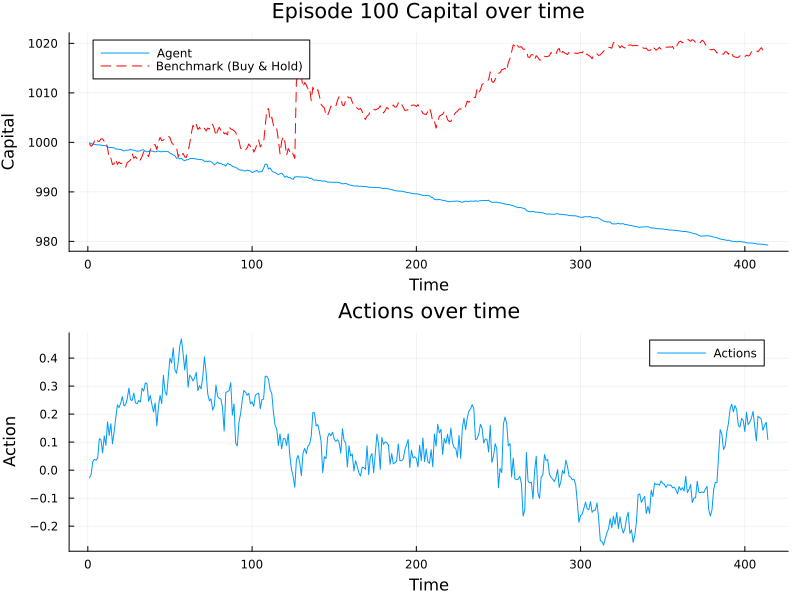 Episode 100 Capital over time
1020
1010
1000
990
980
Capital
Agent
Benchmark (Buy & Hold)
0 100 200 300 400
Time
Actions over time
0.4
0.3
0.2
0.1
0.0
−0.1
−0.2
Action
Actions
0 100 200 300 400
Time